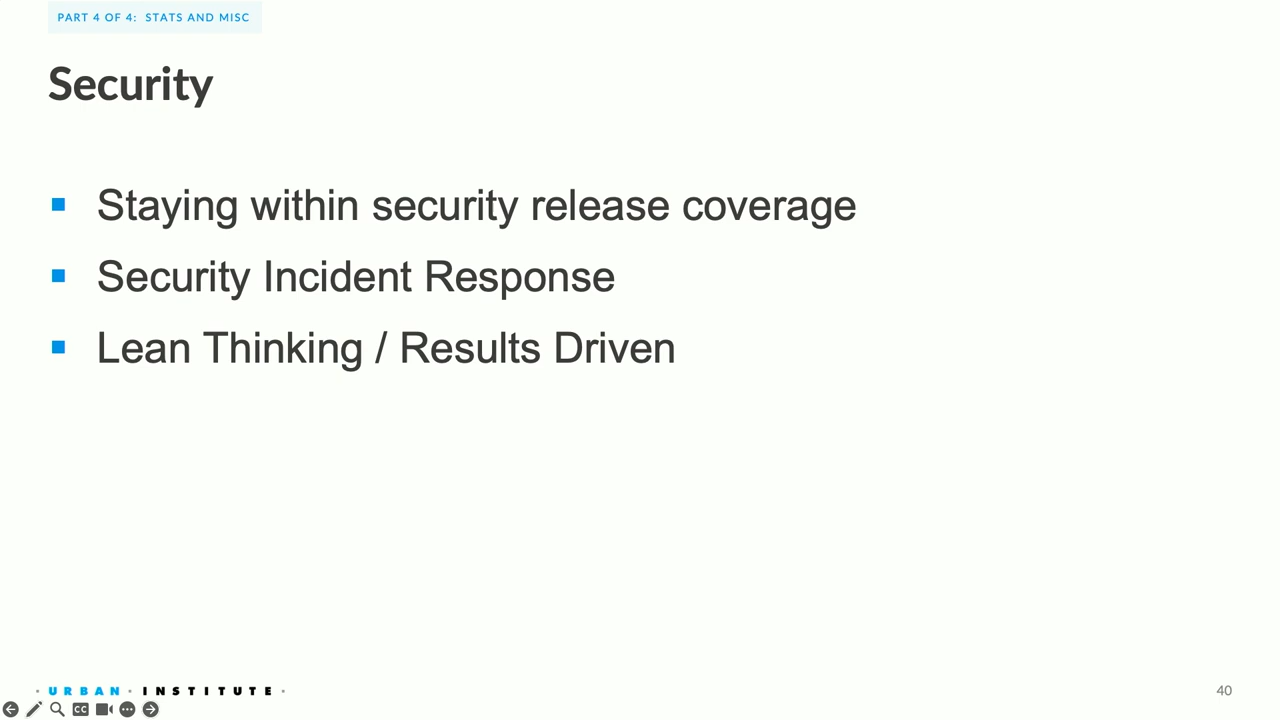 PART 4 OF 4: STATS AND MISC
Security
Staying within security release coverage
Security Incident Response
Lean Thinking / Results Driven
URBAN · INSTITUTE
40
CC